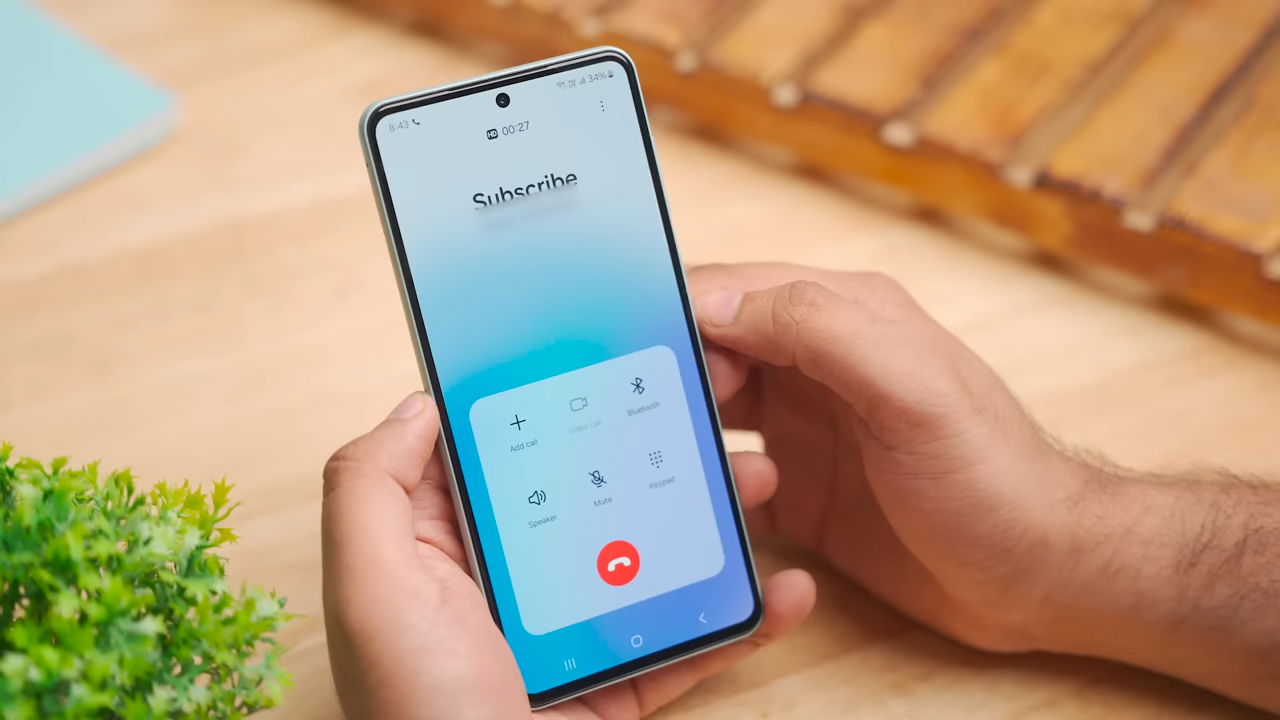 8:43
34%
HD 00:27
Subscribe
Add call
Video call
Bluetooth
Speaker
Mute
Keypad